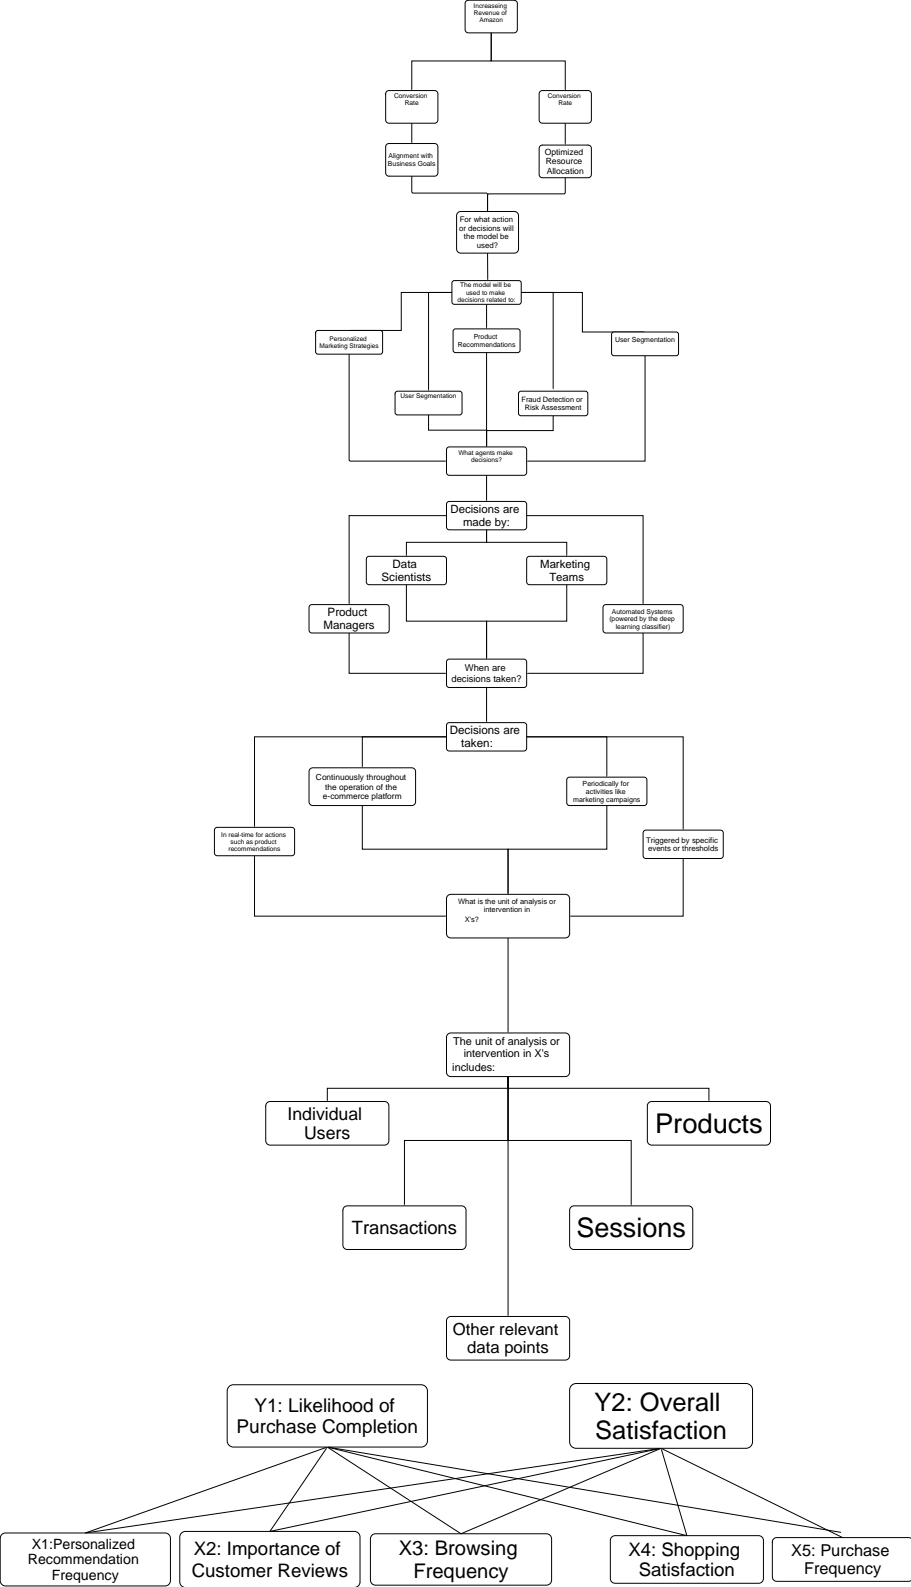 Increaseing
Revenue of
Amazon
Conversion
Rate
Conversion
Rate
Alignment with
Business Goals
Optimized
Resource
Allocation
For what action
or decisions will
the model be
used?
The model will be
used to make
decisions related to:
Personalized
Marketing Strategies
Product
Recommendations
User Segmentation
User Segmentation
Fraud Detection or
Risk Assessment
What agents make
decisions?
Decisions are
made by:
Data
Scientists
Marketing
Teams
Product
Managers
Automated Systems
(powered by the deep
learning classifier)
When are
decisions taken?
Decisions are
taken:
Continuously throughout
the operation of the
e-commerce platform
Periodically for
activities like
marketing campaigns
In real-time for actions
such as product
recommendations
Triggered by specific
events or thresholds
What is the unit of analysis or
intervention in
X's?
The unit of analysis or
intervention in X's
includes:
Individual
Users
Products
Transactions
Sessions
Other relevant
data points
Y1: Likelihood of
Purchase Completion
Y2: Overall
Satisfaction
X1:Personalized
Recommendation
Frequency
X2: Importance of
Customer Reviews
X3: Browsing
Frequency
X4: Shopping
Satisfaction
X5: Purchase
Frequency